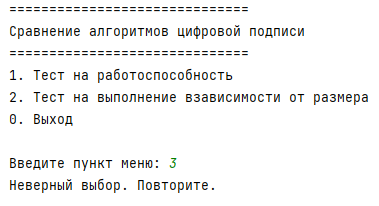 ==============================
Сравнение алгоритмов цифровой подписи
==============================
1. Тест на работоспособность
2. Тест на выполнение взависимости от размера
0. Выход
Введите пункт меню: 3
Неверный выбор. Повторите.